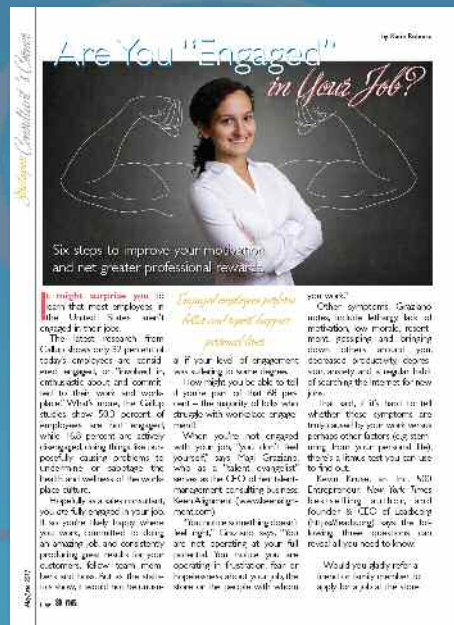 by
Are You "Engaged"
in Your Job?
Six steps to improve your motivation
and net greater professional rewards
It might surprise you to
learn that most employees in
the United States aren't
engaged in their jobs.
The latest research from
Gallup shows only 32 percent of
today's employees are consid-
ered engaged, or "involved in,
enthusiastic about and commit-
ted to their work and work-
place." What's more, the Gallup
studies show 50.8 percent of
employees are not engaged,
while 16.8 percent are actively
disengaged, doing things like pur-
posefully causing problems to
undermine or sabotage the
health and wellness of the work-
place culture.
Hopefully as a sales consultant,
you are fully engaged in your job.
If so you're likely happy where
you work, committed to doing
an amazing job, and consistently
producing great results for your
customers, fellow team mem-
bers and boss. But as the statis-
tics show, it would not be unusu-
Engaged employees perform
better and report happier
personal lives
al if your level of engagement
was suffering to some degree.
How might you be able to tell
if you're part of that 68 per-
cent – the majority of folks who
struggle with workplace engage-
ment?
When you're not engaged
with your job, "you don't feel
yourself," says Magi Graziano,
who as a "talent evangelist"
serves as the CEO of her talent-
management consulting business
KeenAlignment (www.keenalign-
ment.com).
"You notice something doesn't
feel right," Graziano says. "You
are not operating at your full
potential. You notice you are
operating in frustration, fear or
hopelessness about your job, the
store or the people with whom
you work."
Other symptoms, Graziano
notes, include lethargy, lack of
motivation, low morale, resent-
ment, gossiping and bringing
down others around you,
decreased productivity, depres-
sion, anxiety and a regular habit
of searching the Internet for new
jobs.
That said, if it's hard to tell
whether these symptoms are
truly caused by your work versus
perhaps other factors (e.g. stem-
ming from your personal life),
there's a litmus test you can use
to find out.
Kevin Kruse, an Inc. 500
Entrepreneur, New York Times
bestselling author, and
founder & CEO of Leadx.org
(https://leadx.org) says the fol-
lowing three questions can
reveal all you need to know:
Would you gladly refer a
friend or family member to
apply for a job at the store